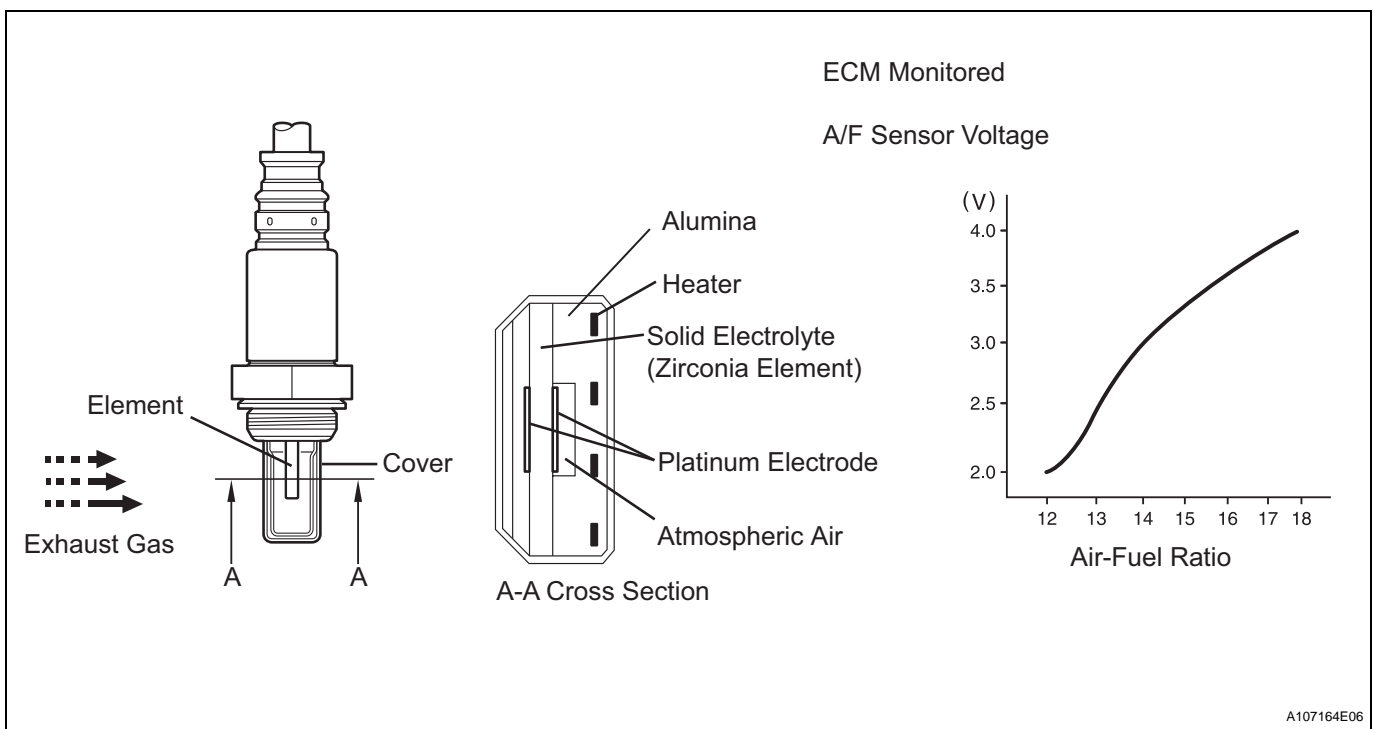 ECM Monitored
A/F Sensor Voltage
Element
Cover
Exhaust Gas
A
A
Alumina
Heater
Solid Electrolyte
(Zirconia Element)
Platinum Electrode
Atmospheric Air
A-A Cross Section
(V)
4.0
3.5
3.0
2.5
2.0
12 13 14 15 16 17 18
Air-Fuel Ratio
A107164E06